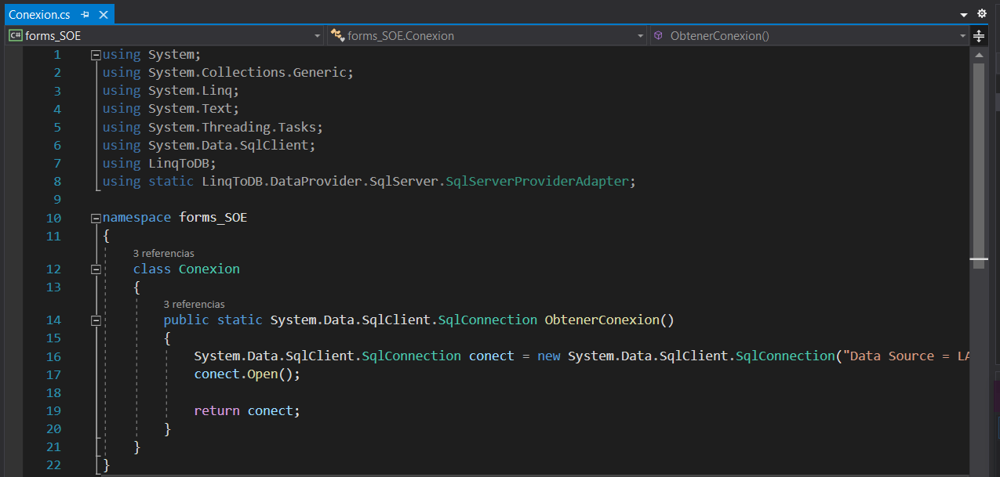 Conexion.cs
C# forms_SOE forms_SOE.Conexion ObtenerConexion()
1 using System;
2 using System.Collections.Generic;
3 using System.Linq;
4 using System.Text;
5 using System.Threading.Tasks;
6 using System.Data.SqlClient;
7 using LinqToDB;
8 using static LinqToDB.DataProvider.SqlServer.SqlServerProviderAdapter;
9
10 namespace forms_SOE
11 {
3 referencias
12 class Conexion
13 {
3 referencias
14 public static System.Data.SqlClient.SqlConnection ObtenerConexion()
15 {
16 System.Data.SqlClient.SqlConnection conect = new System.Data.SqlClient.SqlConnection("Data Source = LA
17 conect.Open();
18
19 return conect;
20 }
21 }
22 }